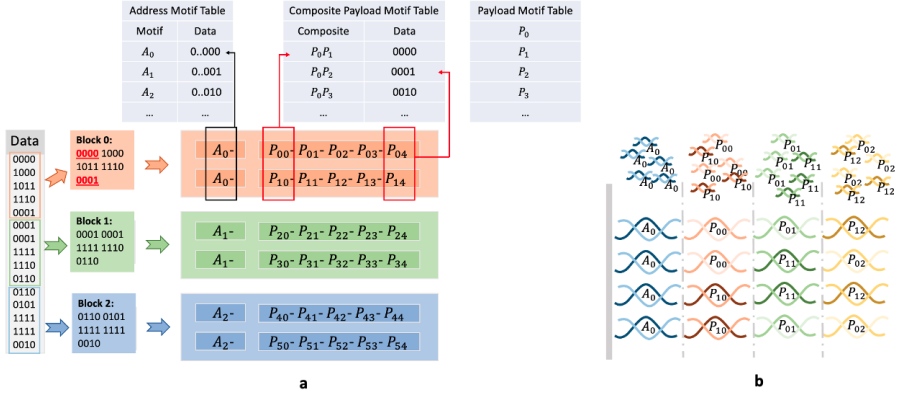 Address Motif Table
Motif Data
A0 0..000
A1 0..001
A2 0..010
... ...
Composite Payload Motif Table
Composite Data
P0P1 0000
P0P2 0001
P0P3 0010
... ...
Payload Motif Table
P0
P1
P2
P3
...
Data
0000
1000
1011
1110
0001
0001
0001
1111
1110
0110
0110
0101
1111
1111
0010
Block 0:
0000 1000
1011 1110
0001
A0- P00- P01- P02- P03- P04
A0- P10- P11- P12- P13- P14
Block 1:
0001 0001
1111 1110
0110
A1- P20- P21- P22- P23- P24
A1- P30- P31- P32- P33- P34
Block 2:
0110 0101
1111 1111
0010
A2- P40- P41- P42- P43- P44
A2- P50- P51- P52- P53- P54
a
A0
A0 A0
A0 A0
P00
P10
P00
P00 P10
P10
P01
P11
P01 P11
P01
P11
P02
P12
P02
P12 P12
P02
A0 P00 P01 P12
A0 P00 P11 P02
A0 P10 P11 P12
A0 P10 P01 P02
b